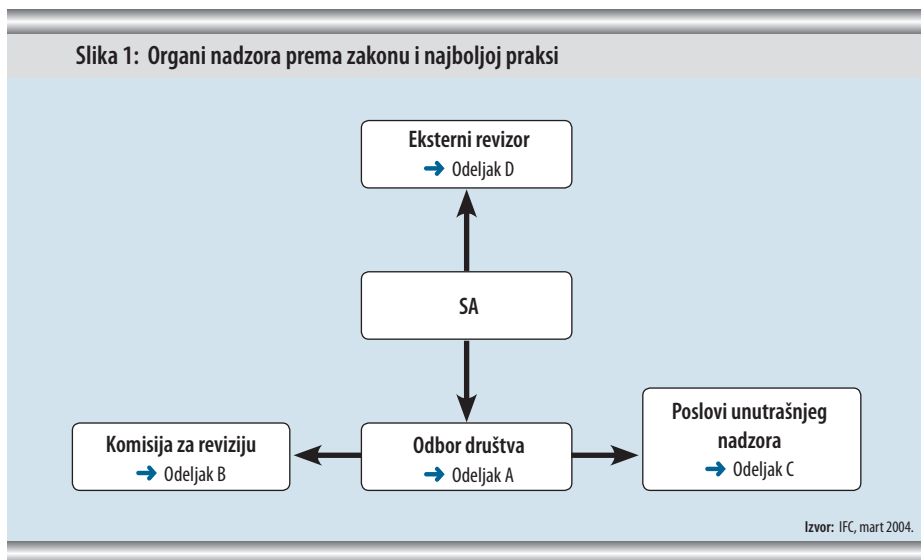 Slika 1: Organi nadzora prema zakonu i najboljoj praksi
Eksterni revizor
➜ Odeljak D
SA
Komisija za reviziju
➜ Odeljak B
Odbor društva
➜ Odeljak A
Poslovi unutrašnjeg
nadzora
➜ Odeljak C
Izvor: IFC, mart 2004.